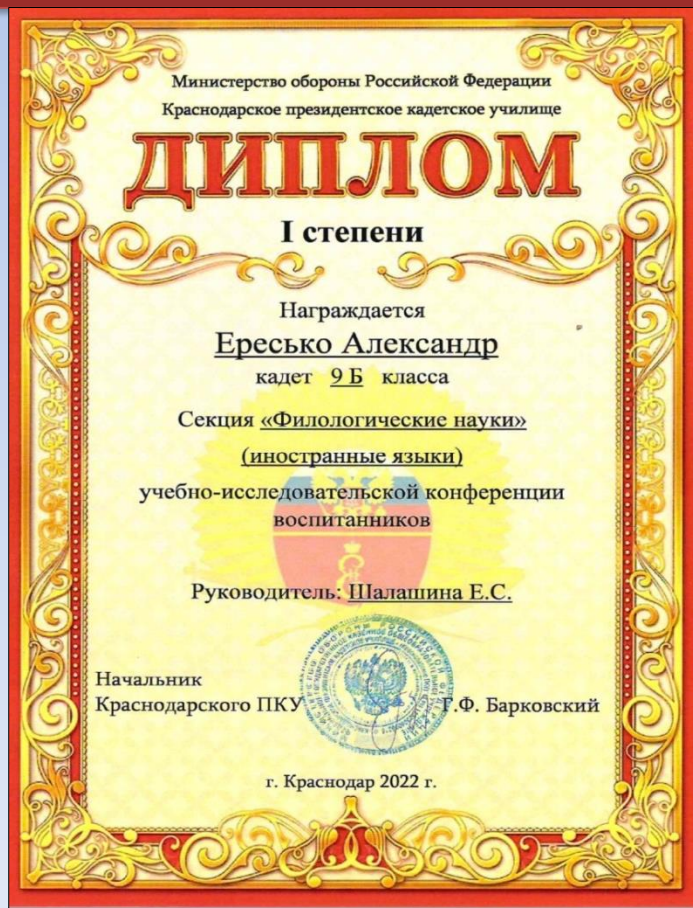 Министерство обороны Российской Федерации
Краснодарское президентское кадетское училище
ДИПЛОМ
I степени
Награждается
Ересько Александр
кадет 9 Б класса
Секция «Филологические науки»
(иностранные языки)
учебно-исследовательской конференции
воспитанников
Руководитель: Шалашина Е.С.
Начальник
Краснодарского ПКУ Г.Ф. Барковский
г. Краснодар 2022 г.